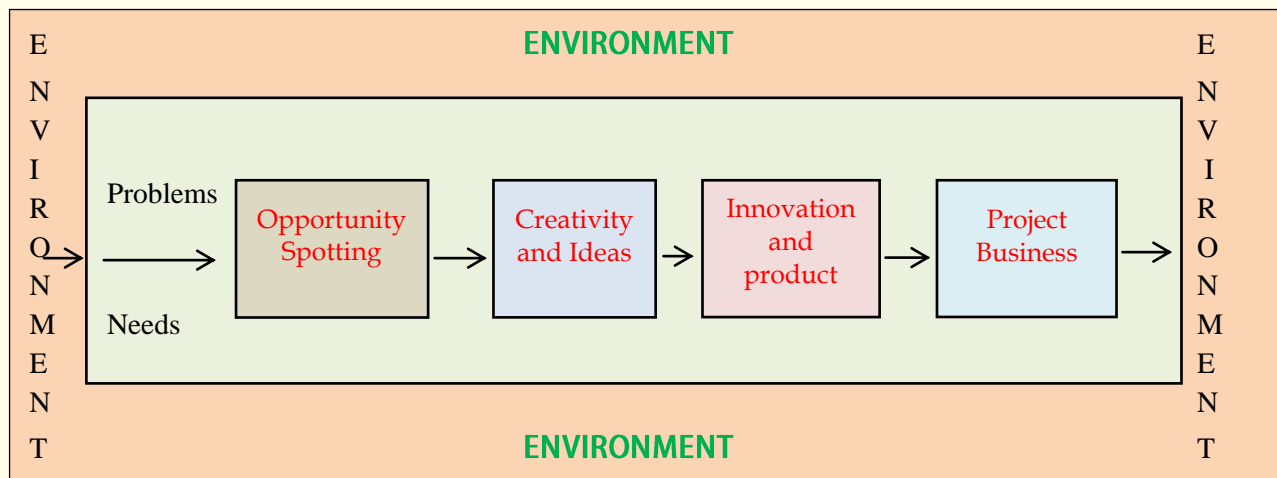 ENVIRONMENT
E
N
V
I
R
O
N
M
E
N
T
Problems
Needs
Opportunity
Spotting
Creativity
and Ideas
Innovation
and
product
Project
Business
E
N
V
I
R
O
N
M
E
N
T
ENVIRONMENT